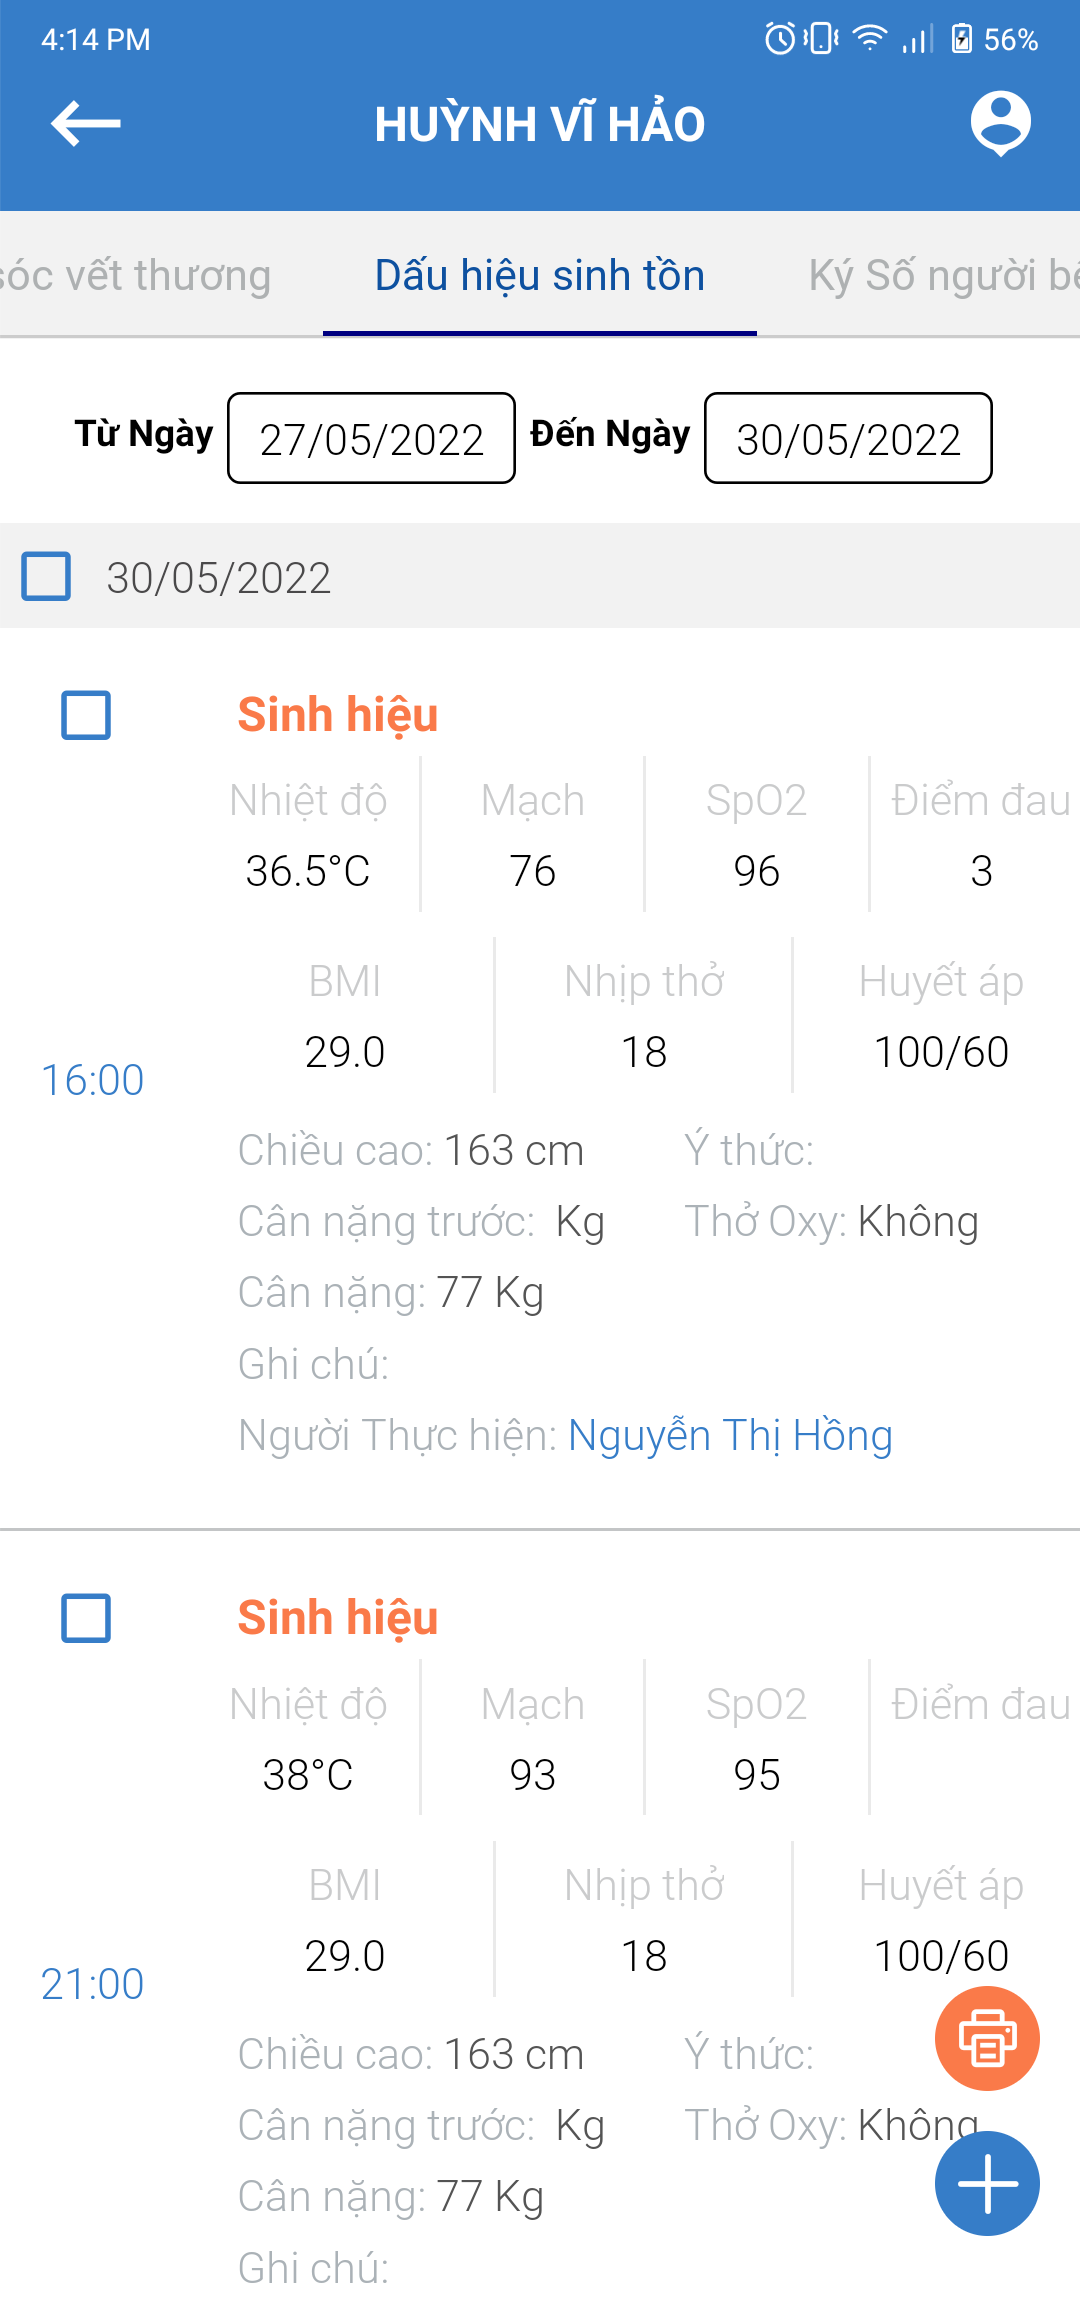 4:14 PM 56%
HUỲNH VĨ HẢO
sóc vết thương Dấu hiệu sinh tồn Ký Số người bệ
Từ Ngày 27/05/2022 Đến Ngày 30/05/2022
30/05/2022
Sinh hiệu
Nhiệt độ Mạch SpO2 Điểm đau
36.5°C 76 96 3
BMI Nhịp thở Huyết áp
29.0 18 100/60
16:00
Chiều cao: 163 cm Ý thức:
Cân nặng trước: Kg Thở Oxy: Không
Cân nặng: 77 Kg
Ghi chú:
Người Thực hiện: Nguyễn Thị Hồng
Sinh hiệu
Nhiệt độ Mạch SpO2 Điểm đau
38°C 93 95
BMI Nhịp thở Huyết áp
29.0 18 100/60
21:00
Chiều cao: 163 cm Ý thức:
Cân nặng trước: Kg Thở Oxy: Không
Cân nặng: 77 Kg
Ghi chú: